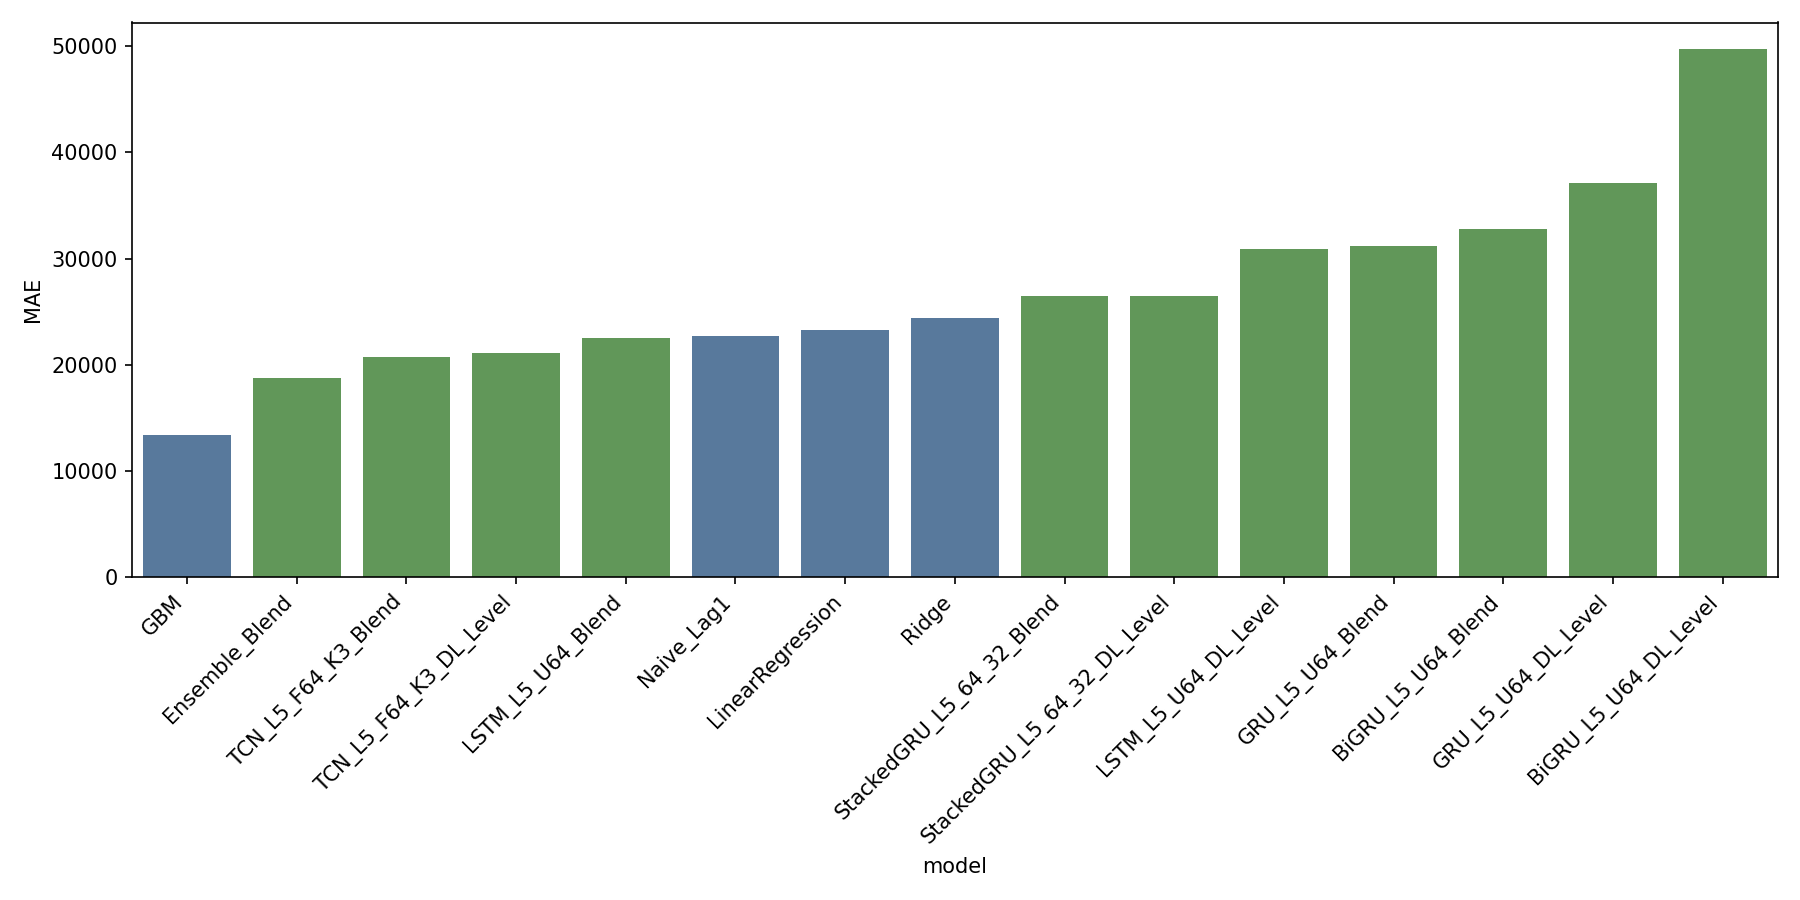 50000
40000
30000
20000
10000
0
MAE
GBM
Ensemble_Blend
TCN_L5_F64_K3_Blend
TCN_L5_F64_K3_DL_Level
LSTM_L5_U64_Blend
Naive_Lag1
LinearRegression
Ridge
StackedGRU_L5_64_32_Blend
StackedGRU_L5_64_32_DL_Level
LSTM_L5_U64_DL_Level
GRU_L5_U64_Blend
BiGRU_L5_U64_Blend
GRU_L5_U64_DL_Level
BiGRU_L5_U64_DL_Level
model